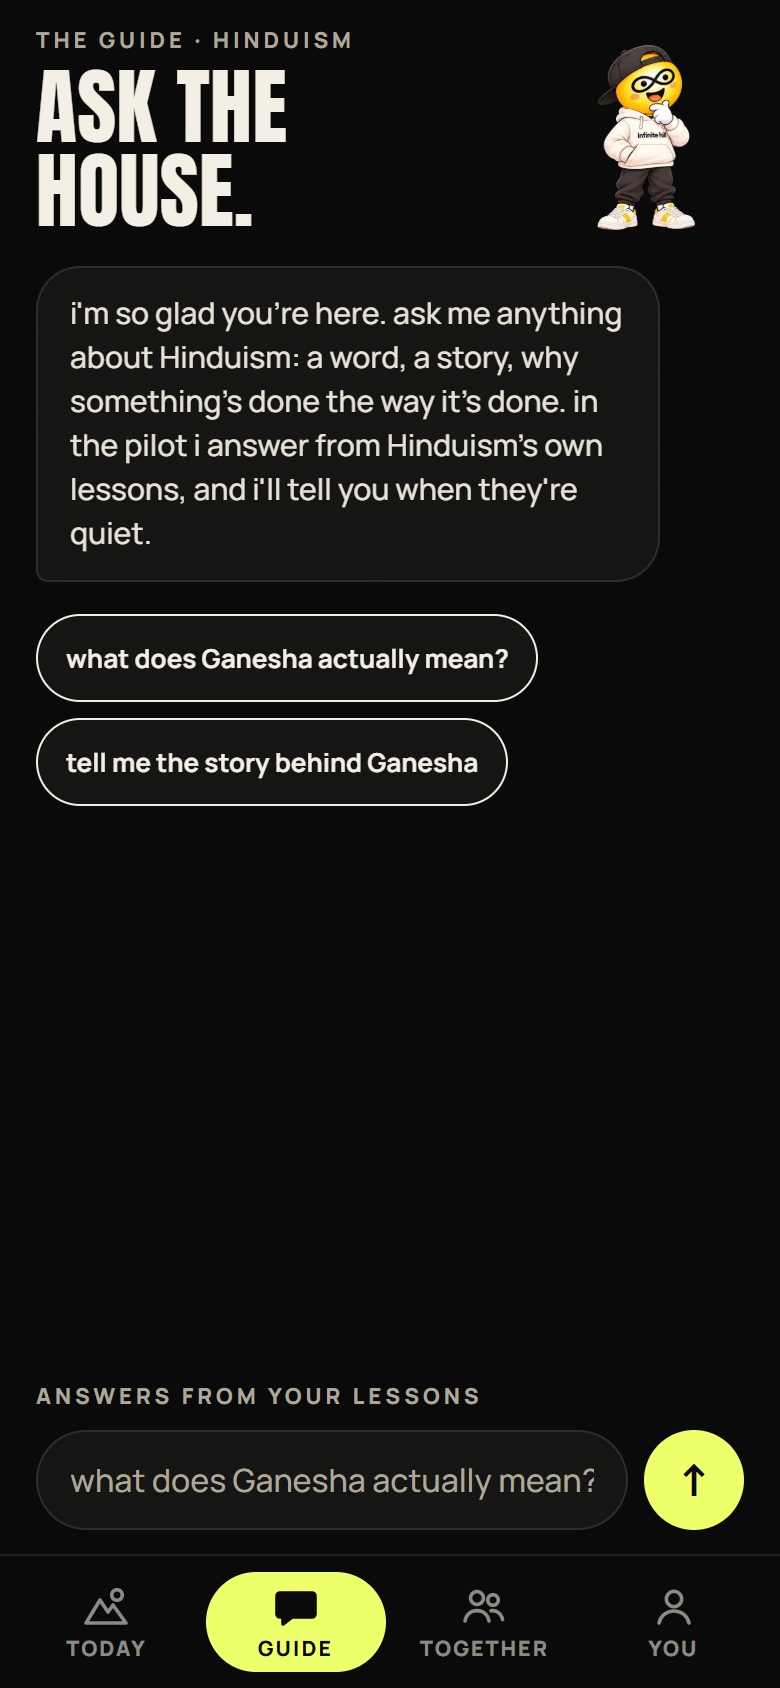 THE GUIDE · HINDUISM
ASK THE
HOUSE.
i'm so glad you’re here. ask me anything
about Hinduism: a word, a story, why
something’s done the way it’s done. in
the pilot i answer from Hinduism’s own
lessons, and i'll tell you when they're
quiet.
what does Ganesha actually mean?
tell me the story behind Ganesha
ANSWERS FROM YOUR LESSONS
what does Ganesha actually mean?
TODAY
GUIDE
TOGETHER
YOU